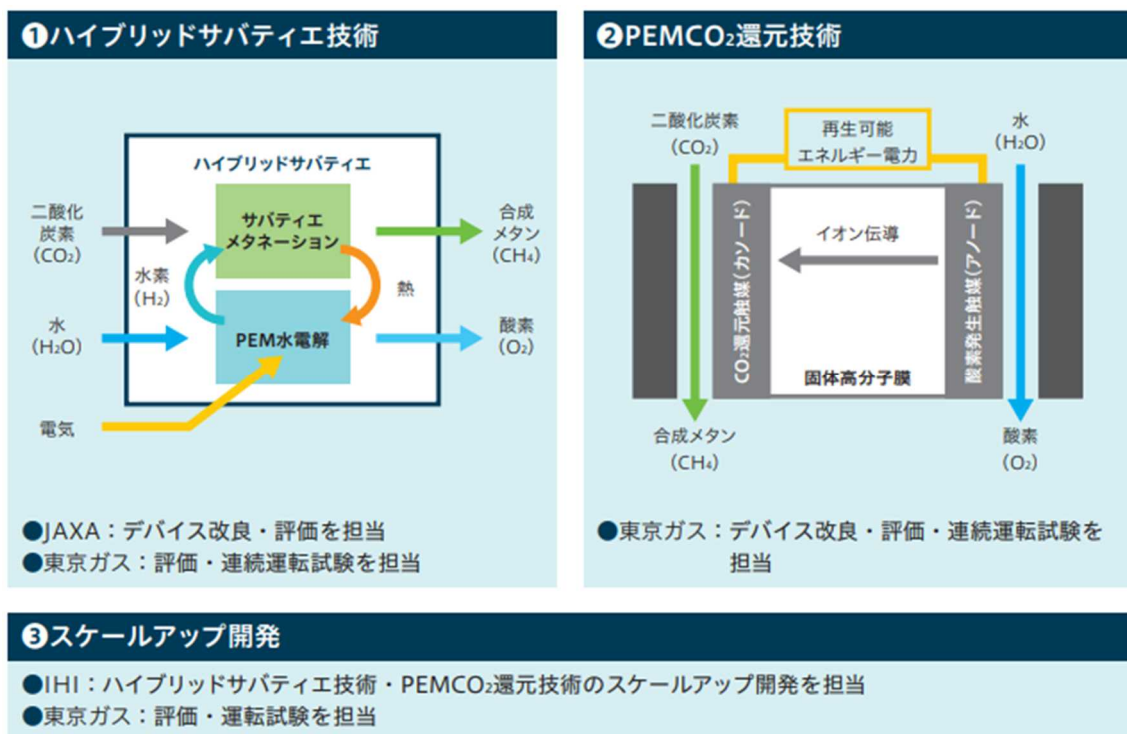 ❶ハイブリッドサバティエ技術
ハイブリッドサバティエ
サバティエ
メタネーション
二酸化
炭素
(CO₂)
合成
メタン
(CH₄)
水素
(H₂)
熱
水
(H₂O)
PEM水電解
酸素
(O₂)
電気
●JAXA：デバイス改良・評価を担当
●東京ガス：評価・連続運転試験を担当
❷PEMCO₂還元技術
二酸化炭素
(CO₂)
再生可能
エネルギー電力
水
(H₂O)
CO₂還元触媒(カソード)
イオン伝導
固体高分子膜
酸素発生触媒(アノード)
合成メタン
(CH₄)
酸素
(O₂)
●東京ガス：デバイス改良・評価・連続運転試験を
担当
❸スケールアップ開発
●IHI：ハイブリッドサバティエ技術・PEMCO₂還元技術のスケールアップ開発を担当
●東京ガス：評価・運転試験を担当